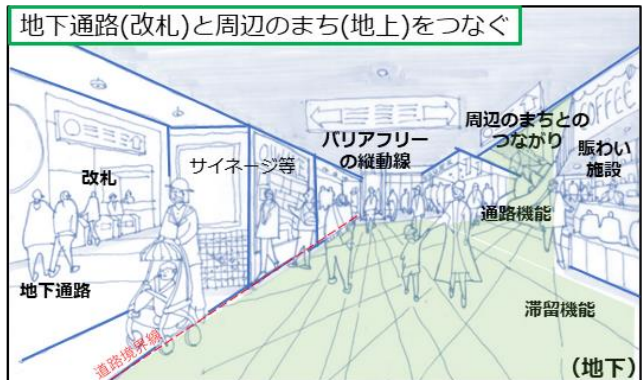 地下通路(改札)と周辺のまち(地上)をつなぐ
周辺のまちとの
つながり
COFFEE
バリアフリー
の縦動線
賑わい
施設
サイネージ等
改札
通路機能
地下通路
滞留機能
道路境界線
(地下)